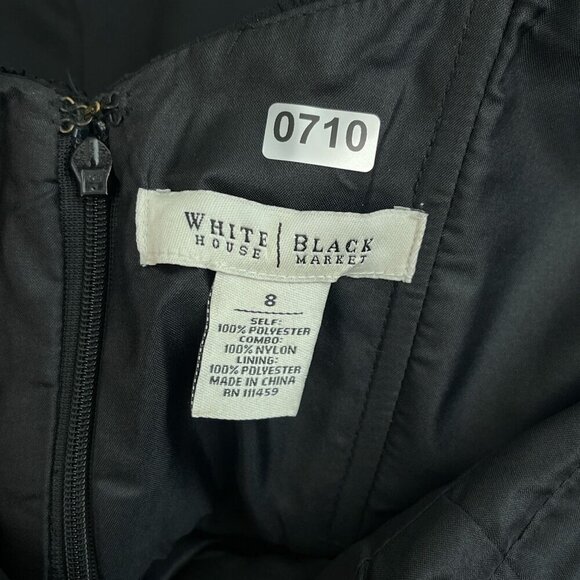 0710
WHITE | BLACK
HOUSE | MARKET
8
SELF:
100% POLYESTER
COMBO:
100% NYLON
LINING:
100% POLYESTER
MADE IN CHINA
RN 111459